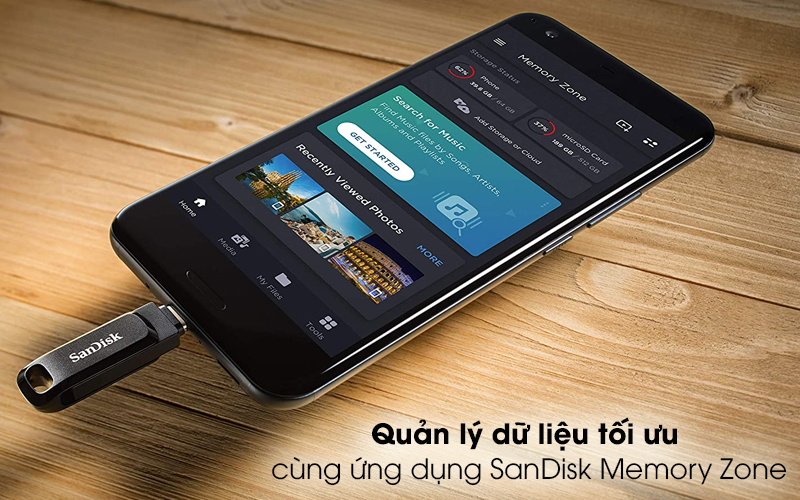 Memory Zone
Storage Status
62%
Phone
39.6 GB / 64 GB
37%
microSD Card
189 GB / 512 GB
Add Storage or Cloud
Search for Music
Find Music files by Songs, Artists,
Albums and Playlists
GET STARTED
Recently Viewed Photos
MORE
Home
Media
My Files
Tools
SanDisk
Quản lý dữ liệu tối ưu
cùng ứng dụng SanDisk Memory Zone